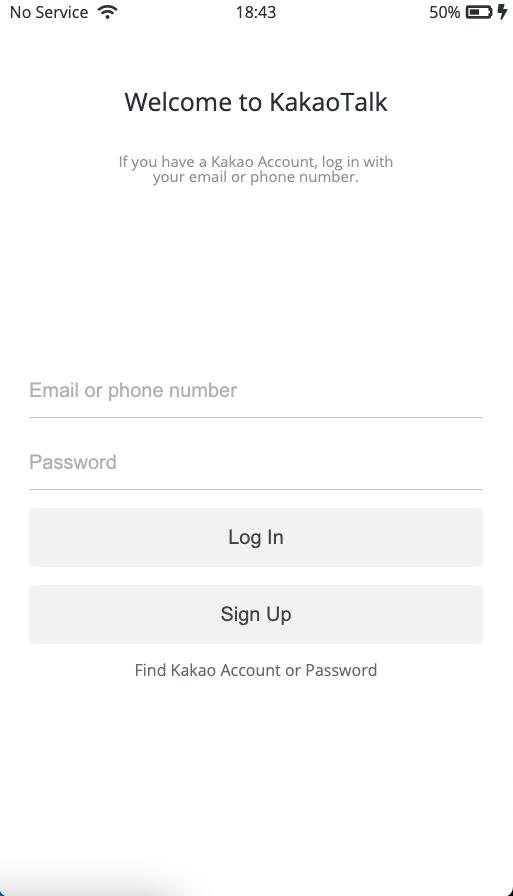 No Service 18:43 50%
Welcome to KakaoTalk
If you have a Kakao Account, log in with
your email or phone number.
Email or phone number
Password
Log In
Sign Up
Find Kakao Account or Password